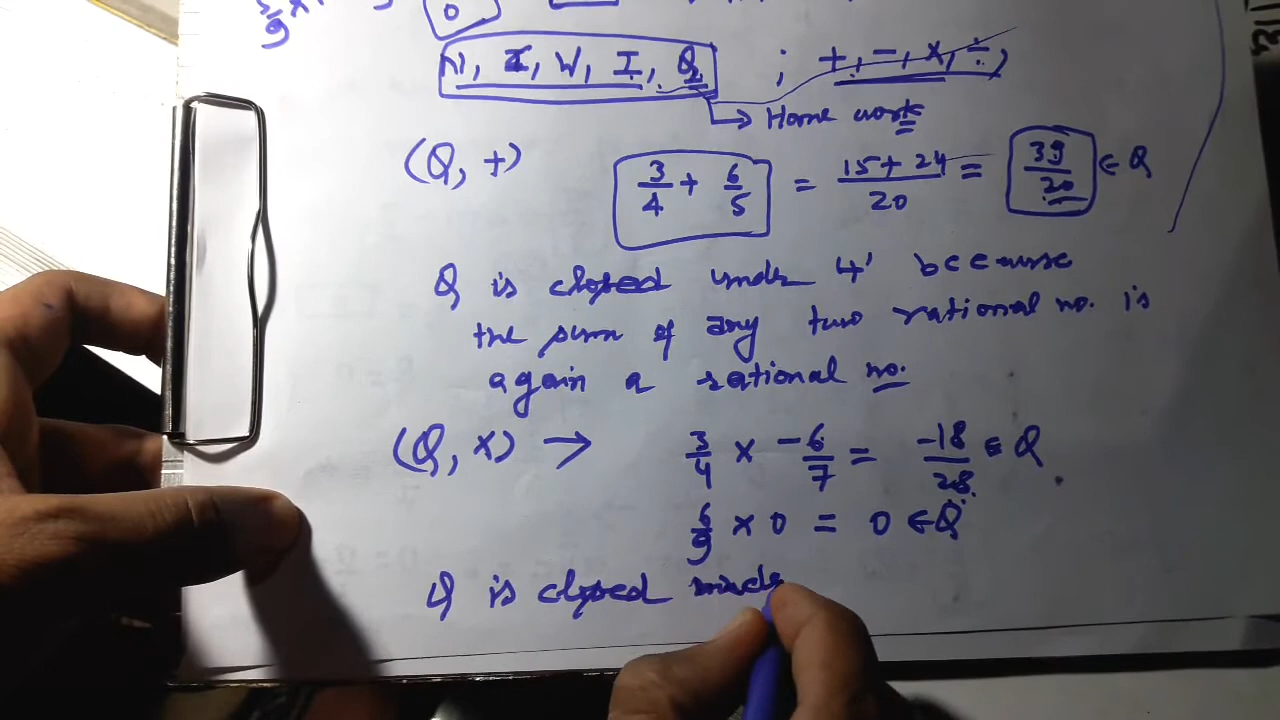 N, Z, W, I, Q ; +, -, ×, ÷,
→ Home work
(Q, +) 3/4 + 6/5 = 15 + 24/20 = 39/20 ∈ Q
Q is closed under '+' because
the sum of any two rational no. is
again a rational no.
(Q, ×) → 3/4 × -6/7 = -18/28 ∈ Q
6/9 × 0 = 0 ∈ Q
Q is closed unde